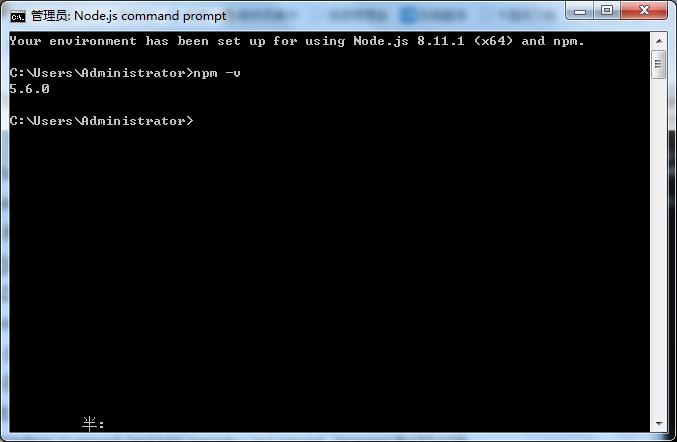 管理员: Node.js command prompt
Your environment has been set up for using Node.js 8.11.1 (x64) and npm.
C:\Users\Administrator>npm -v
5.6.0
C:\Users\Administrator>
半: